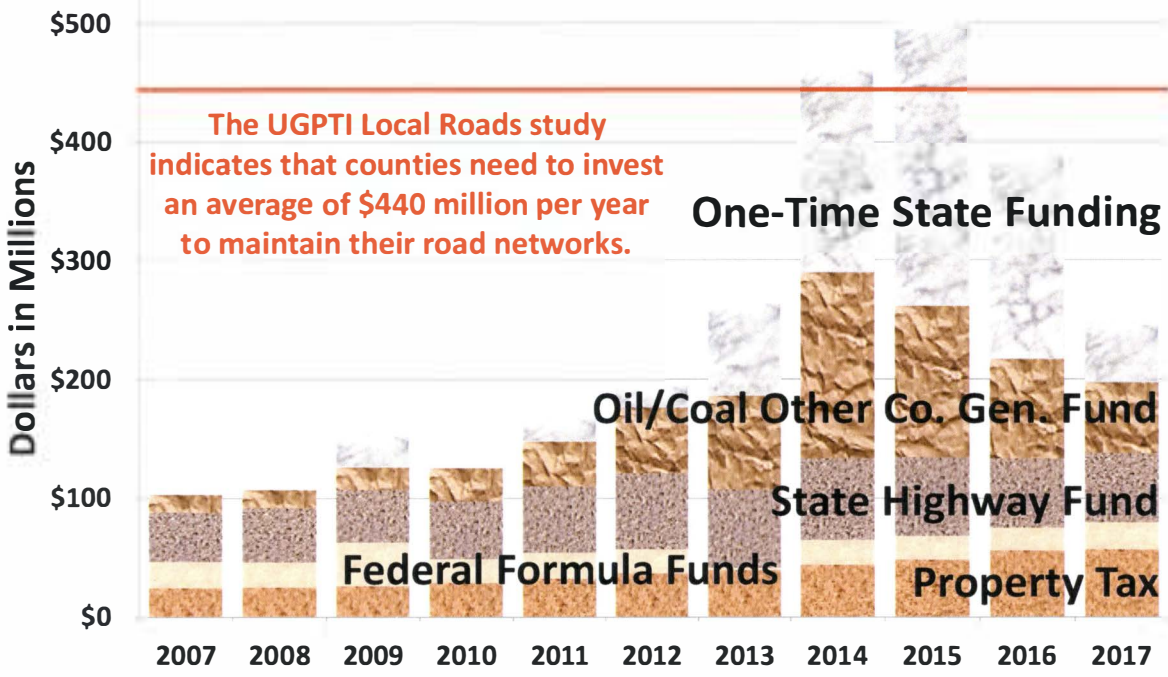 $500
The UGPTI Local Roads study
indicates that counties need to invest
an average of $440 million per year
to maintain their road networks.
$400
One-Time State Funding
$300
Dollars in Millions
$200
Oil/Coal Other Co. Gen. Fund
$100
State Highway Fund
Federal Formula Funds
Property Tax
$0
2007 2008 2009 2010 2011 2012 2013 2014 2015 2016 2017